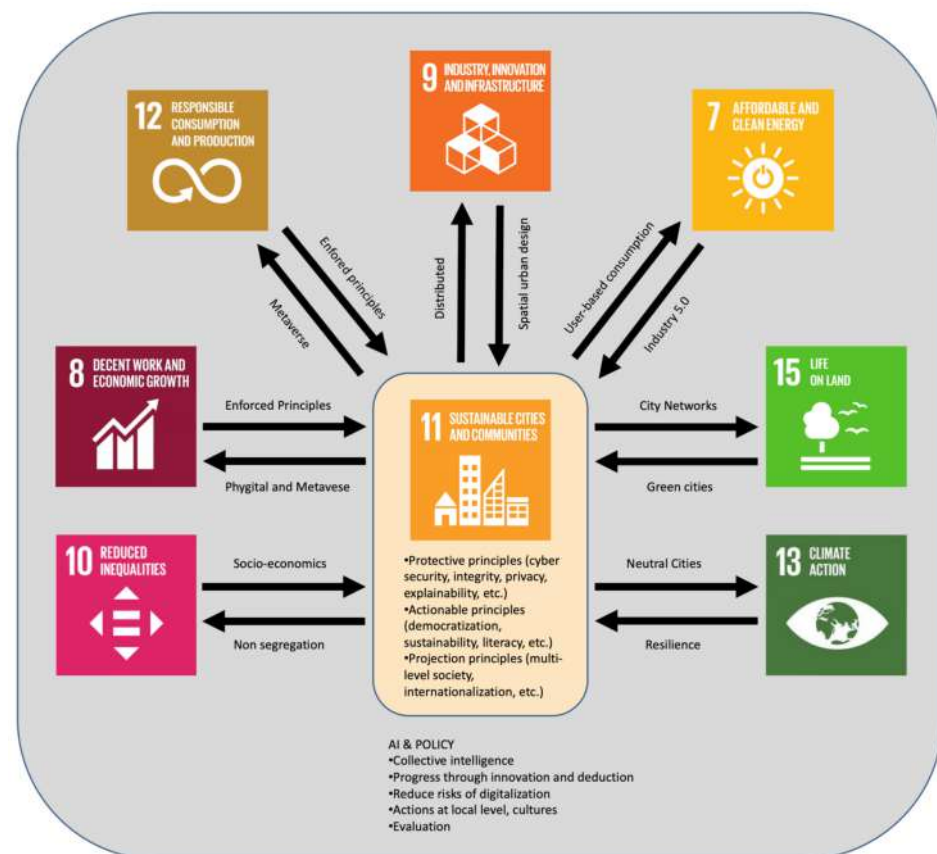 9 INDUSTRY, INNOVATION
AND INFRASTRUCTURE
12 RESPONSIBLE
CONSUMPTION
AND PRODUCTION
7 AFFORDABLE AND
CLEAN ENERGY
Enfored principles
Metaverse
Distributed
Spatial urban design
User-based consumption
Industry 5.0
8 DECENT WORK AND
ECONOMIC GROWTH
Enforced Principles
Phygital and Metavese
11 SUSTAINABLE CITIES
AND COMMUNITIES
City Networks
Green cities
15 LIFE
ON LAND
10 REDUCED
INEQUALITIES
Socio-economics
Non segregation
•Protective principles (cyber
security, integrity, privacy,
explainability, etc.)
•Actionable principles
(democratization,
sustainability, literacy, etc.)
•Projection principles (multi-
level society,
internationalization, etc.)
Neutral Cities
Resilience
13 CLIMATE
ACTION
AI & POLICY
•Collective intelligence
•Progress through innovation and deduction
•Reduce risks of digitalization
•Actions at local level, cultures
•Evaluation